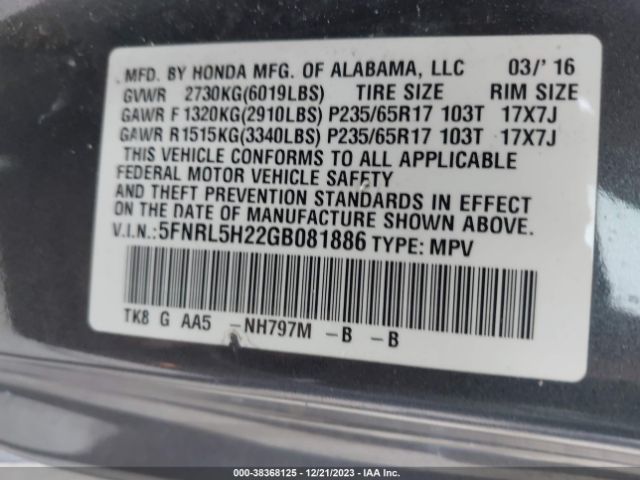 MFD. BY HONDA MFG. OF ALABAMA, LLC 03/' 16
GVWR 2730KG(6019LBS) TIRE SIZE RIM SIZE
GAWR F 1320KG(2910LBS) P235/65R17 103T 17X7J
GAWR R1515KG(3340LBS) P235/65R17 103T 17X7J
THIS VEHICLE CONFORMS TO ALL APPLICABLE
FEDERAL MOTOR VEHICLE SAFETY
AND THEFT PREVENTION STANDARDS IN EFFECT
ON THE DATE OF MANUFACTURE SHOWN ABOVE.
V.I.N.:5FNRL5H22GB081886 TYPE: MPV
TK8 G AA5 -NH797M -B -B
000-38368125 - 12/21/2023 - IAA Inc.